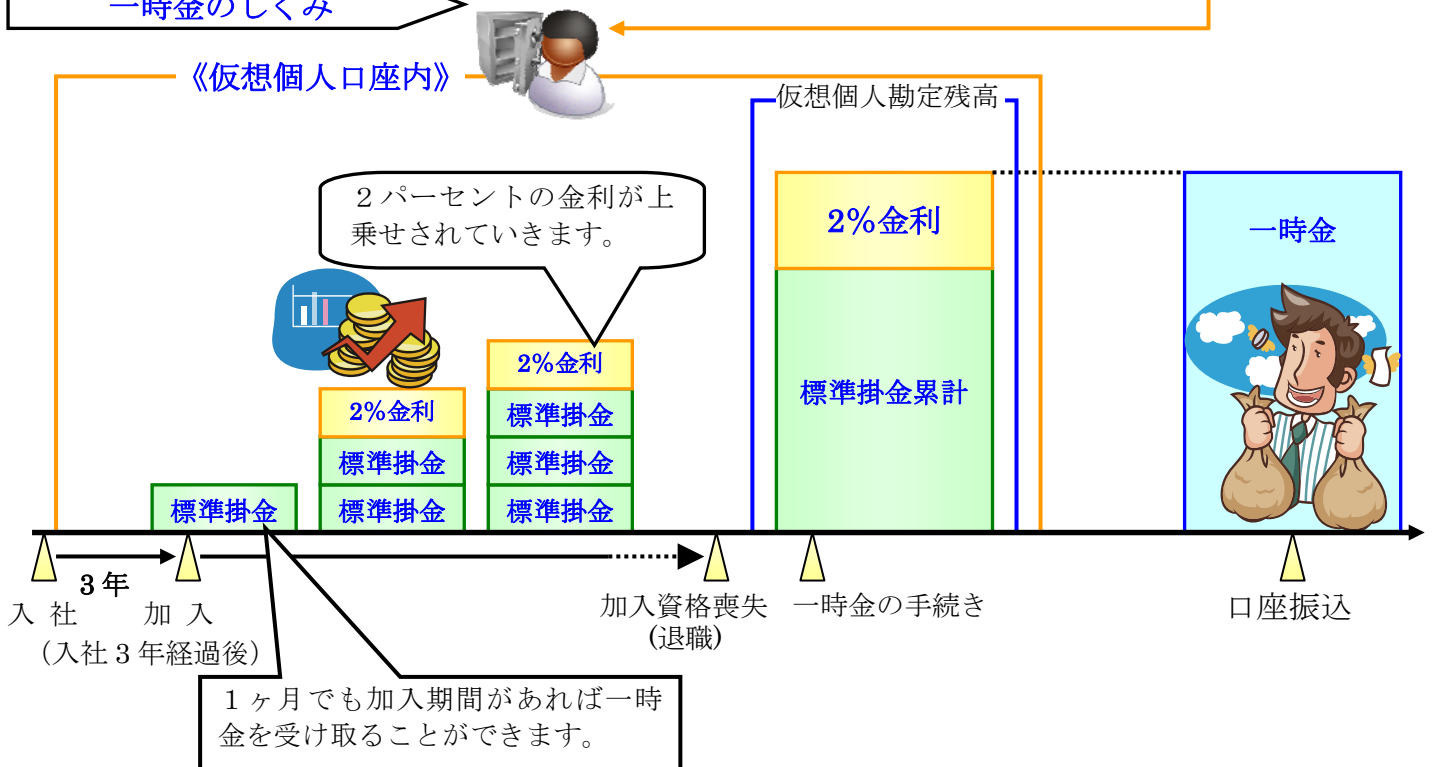 一時金のしくみ
《仮想個人口座内》
仮想個人勘定残高
２パーセントの金利が上
乗せされていきます。
2%金利
一時金
2%金利
2%金利
標準掛金
標準掛金累計
標準掛金
標準掛金
標準掛金
標準掛金
標準掛金
3 年
入 社
加 入
（入社 3 年経過後）
加入資格喪失
(退職)
一時金の手続き
口座振込
１ヶ月でも加入期間があれば一時
金を受け取ることができます。